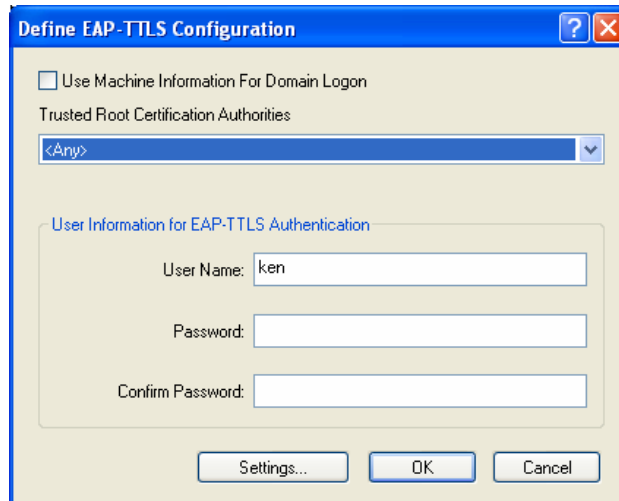 Define EAP-TTLS Configuration
Use Machine Information For Domain Logon
Trusted Root Certification Authorities
<Any>
User Information for EAP-TTLS Authentication
User Name: ken
Password:
Confirm Password:
Settings... OK Cancel